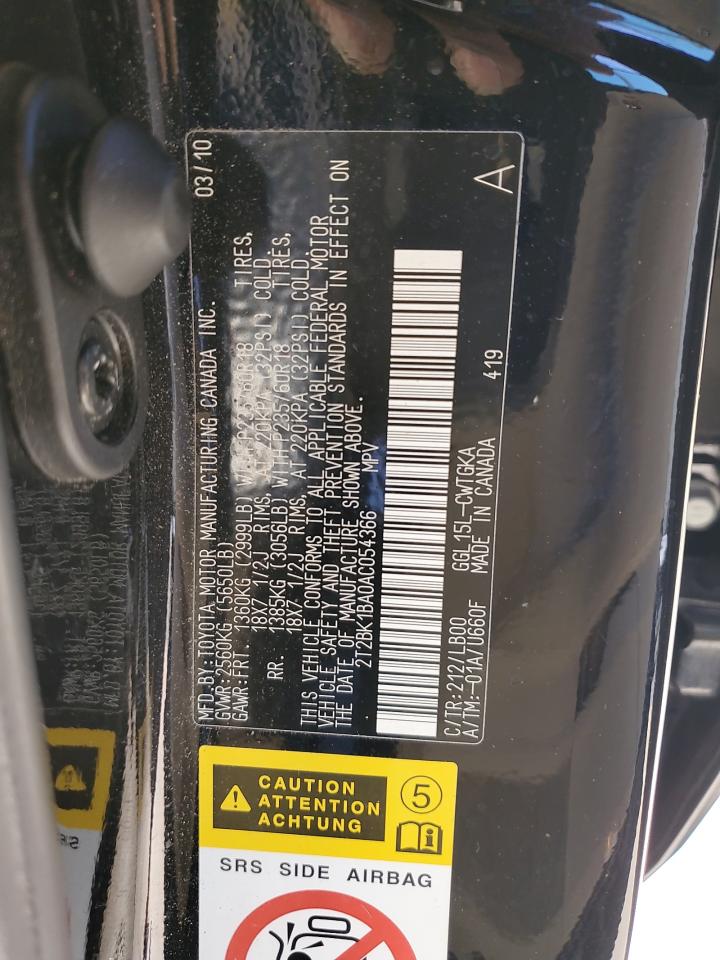 MFD.BY:TOYOTA MOTOR MANUFACTURING CANADA INC. 03/10
GVWR:2560KG(5650LB)
GAWR:FRT. 1360KG (2999LB) WITH P235/60R18 TIRES,
18X7-1/2J RIMS, AT 220KPA (32PSI) COLD.
RR. 1385KG (3056LB) WITH P235/60R18 TIRES,
18X7-1/2J RIMS, AT 220KPA (32PSI) COLD.
THIS VEHICLE CONFORMS TO ALL APPLICABLE FEDERAL MOTOR
VEHICLE SAFETY AND THEFT PREVENTION STANDARDS IN EFFECT ON
THE DATE OF MANUFACTURE SHOWN ABOVE.
2T2BK1BA0AC054366 MPV
C/TR:212/LB00 GGL15L-CWTGKA 419
A/TM:-01A/U660F MADE IN CANADA
A
CAUTION
ATTENTION
ACHTUNG
5
SRS SIDE AIRBAG